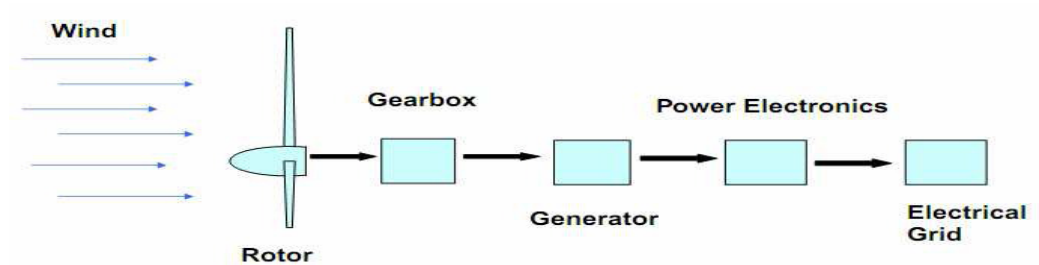 Wind
Gearbox
Power Electronics
Generator
Electrical
Grid
Rotor